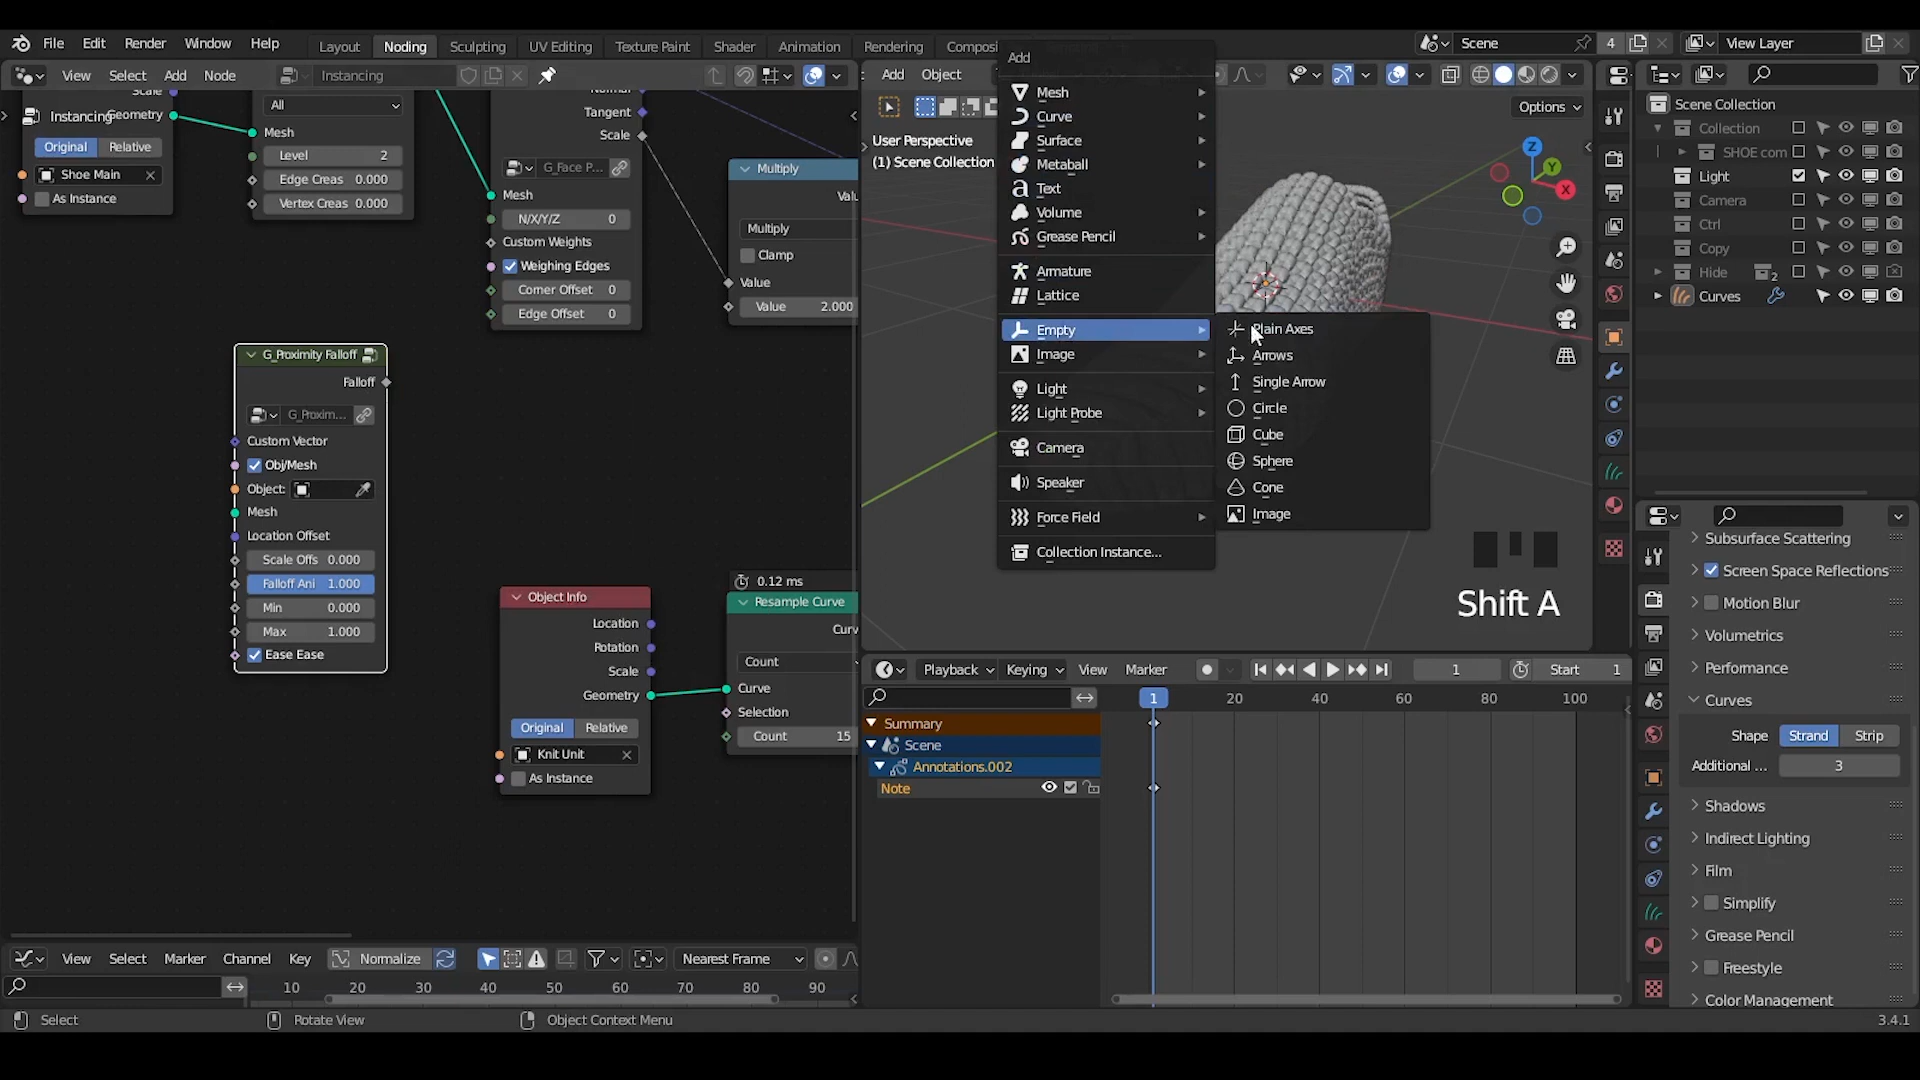 File Edit Render Window Help
Layout Noding Sculpting UV Editing Texture Paint Shader Animation Rendering Compos
Scene
4
View Layer
View Select Add Node
Instancing
Add Object
Options
Scale
Instancing
Geometry
Original Relative
Shoe Main
As Instance
All
Mesh
Level 2
Edge Creas 0.000
Vertex Creas 0.000
Tangent
Scale
G_Face P...
Mesh
N/X/Y/Z 0
Custom Weights
Weighing Edges
Corner Offset 0
Edge Offset 0
Multiply
Valu
Multiply
Clamp
Value
Value 2.000
G_Proximity Falloff
Falloff
G_Proxim...
Custom Vector
Obj/Mesh
Object:
Mesh
Location Offset
Scale Offs 0.000
Falloff Ani 1.000
Min 0.000
Max 1.000
Ease Ease
Object Info
Location
Rotation
Scale
Geometry
Original Relative
Knit Unit
As Instance
0.12 ms
Resample Curve
Curv
Count
Curve
Selection
Count 15
User Perspective
(1) Scene Collection
Add
Mesh
Curve
Surface
Metaball
Text
Volume
Grease Pencil
Armature
Lattice
Empty
Image
Light
Light Probe
Camera
Speaker
Force Field
Collection Instance...
Plain Axes
Arrows
Single Arrow
Circle
Cube
Sphere
Cone
Image
Z
Y
X
Shift A
Playback Keying View Marker
1
Start 1
1 20 40 60 80 100
Summary
Scene
Annotations.002
Note
Scene Collection
Collection
SHOE com
Light
Camera
Ctrl
Copy
Hide 2
Curves
Subsurface Scattering
Screen Space Reflections
Motion Blur
Volumetrics
Performance
Curves
Shape Strand Strip
Additional ... 3
Shadows
Indirect Lighting
Film
Simplify
Grease Pencil
Freestyle
Color Management
View Select Marker Channel Key
Normalize
Nearest Frame
10 20 30 40 50 60 70 80 90
Select
Rotate View
Object Context Menu
3.4.1